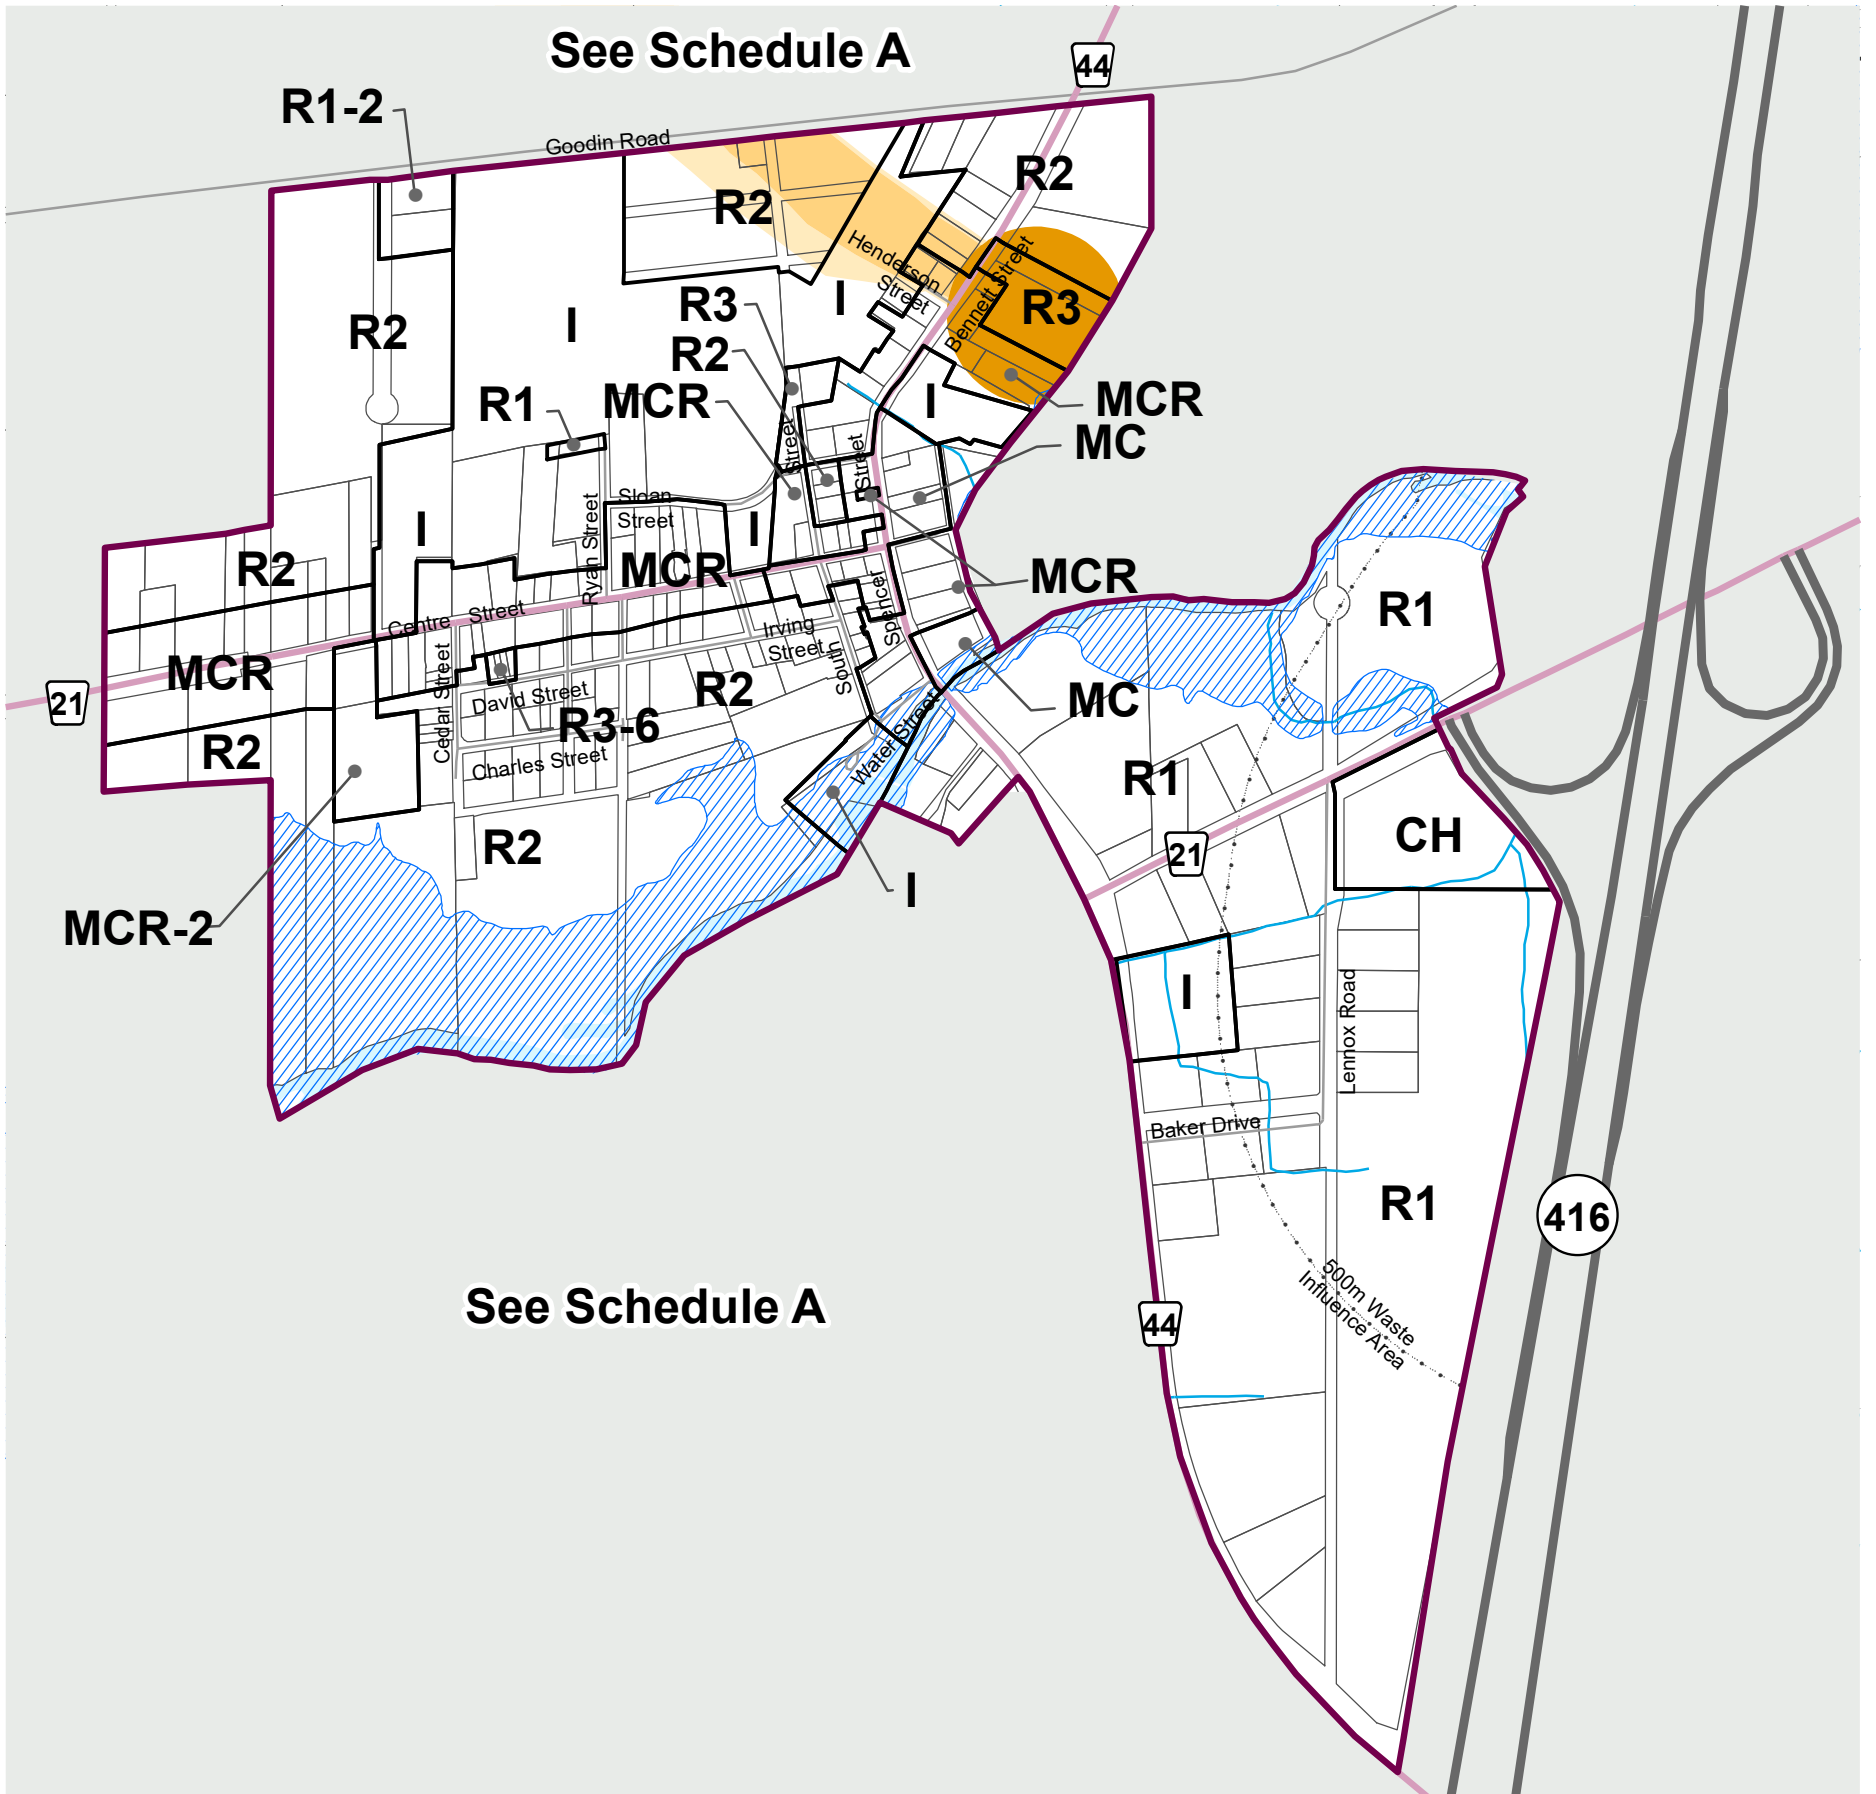 See Schedule A
44
R1-2
Goodin Road
R2
R2
Henderson
Street
Bennett Street
R2
I
I
R3
R3
R2
MCR
R1
I
MCR
MC
Street
Street
Sloan
Street
Ryan Street
I
I
R2
MCR
MCR
R1
Centre Street
Irving
Street
Spencer
South
MCR
21
Cedar Street
David Street
R2
MC
R3-6
R2
Charles Street
Water Street
R1
R2
21
CH
I
MCR-2
I
Lennox Road
Baker Drive
R1
416
500m Waste
Influence Area
See Schedule A
44